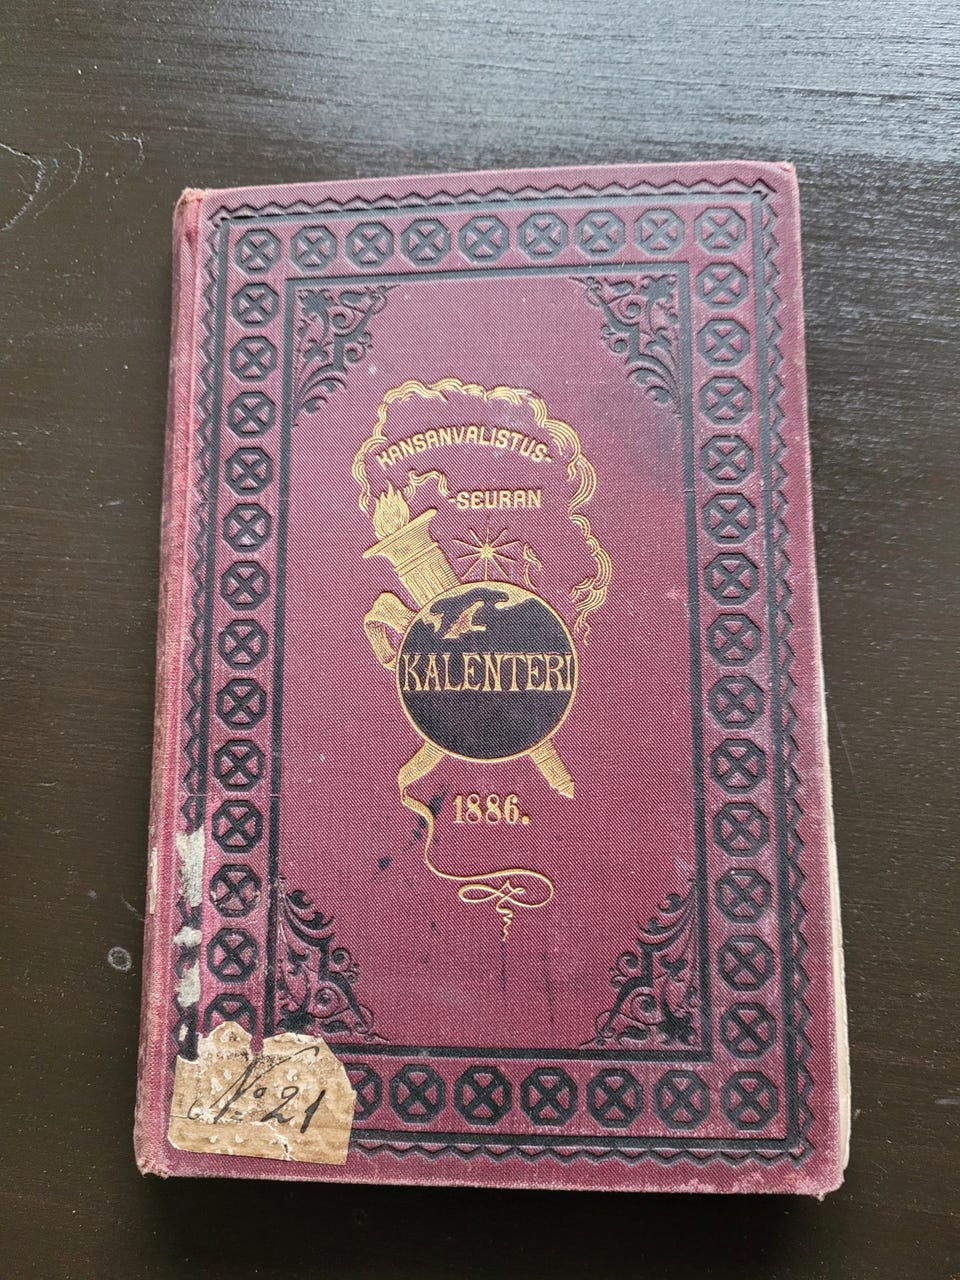 KANSANVALISTUS-
-SEURAN
KALENTERI
1886.
No 21